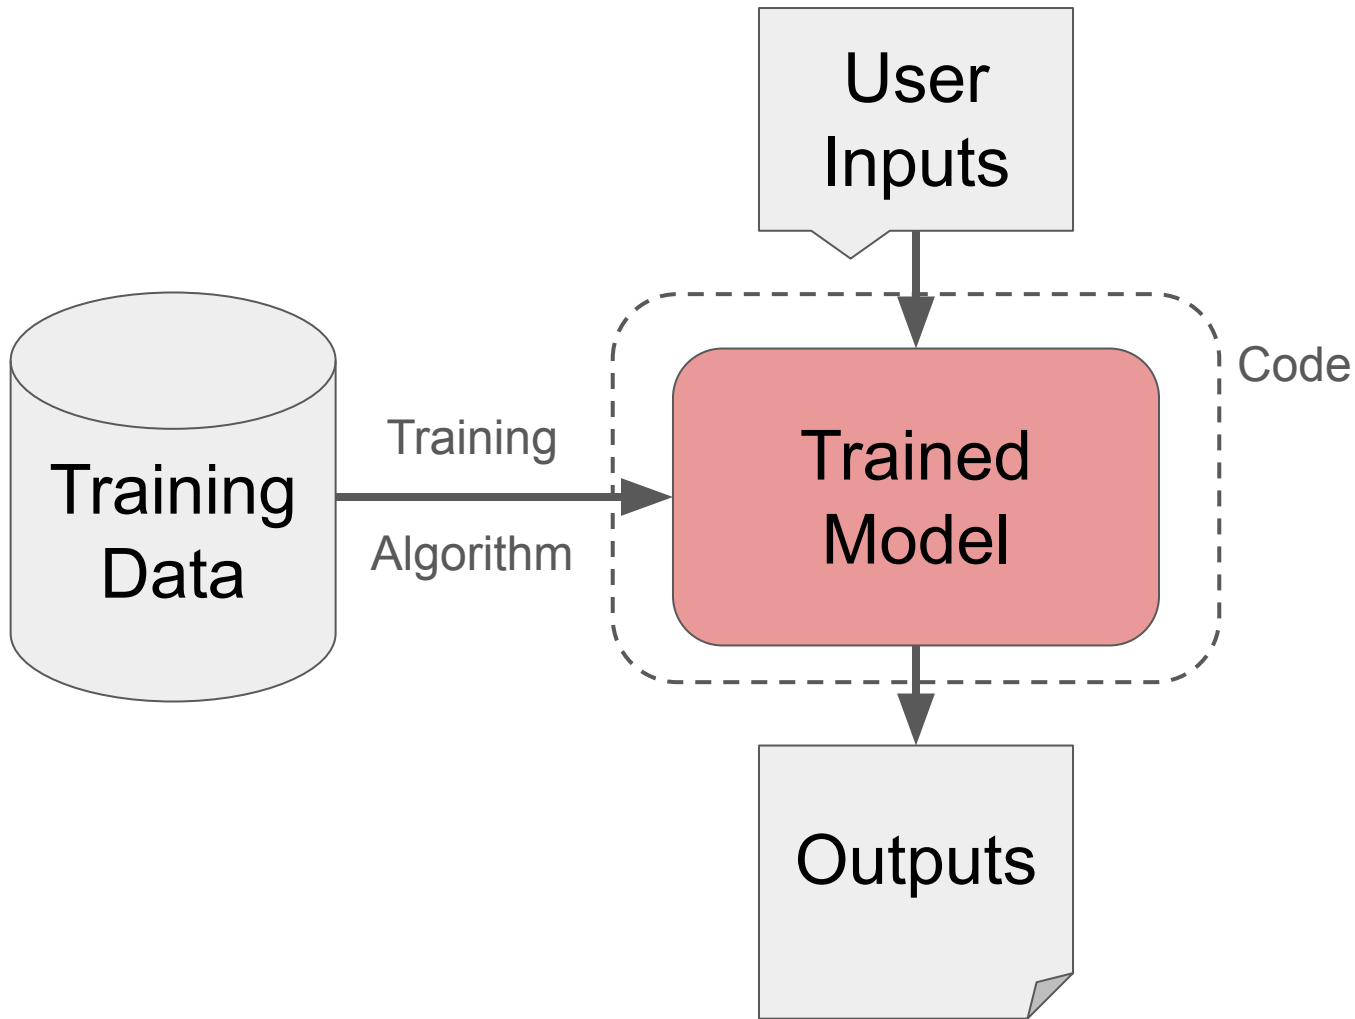 User
Inputs
Code
Training
Algorithm
Training
Data
Trained
Model
Outputs